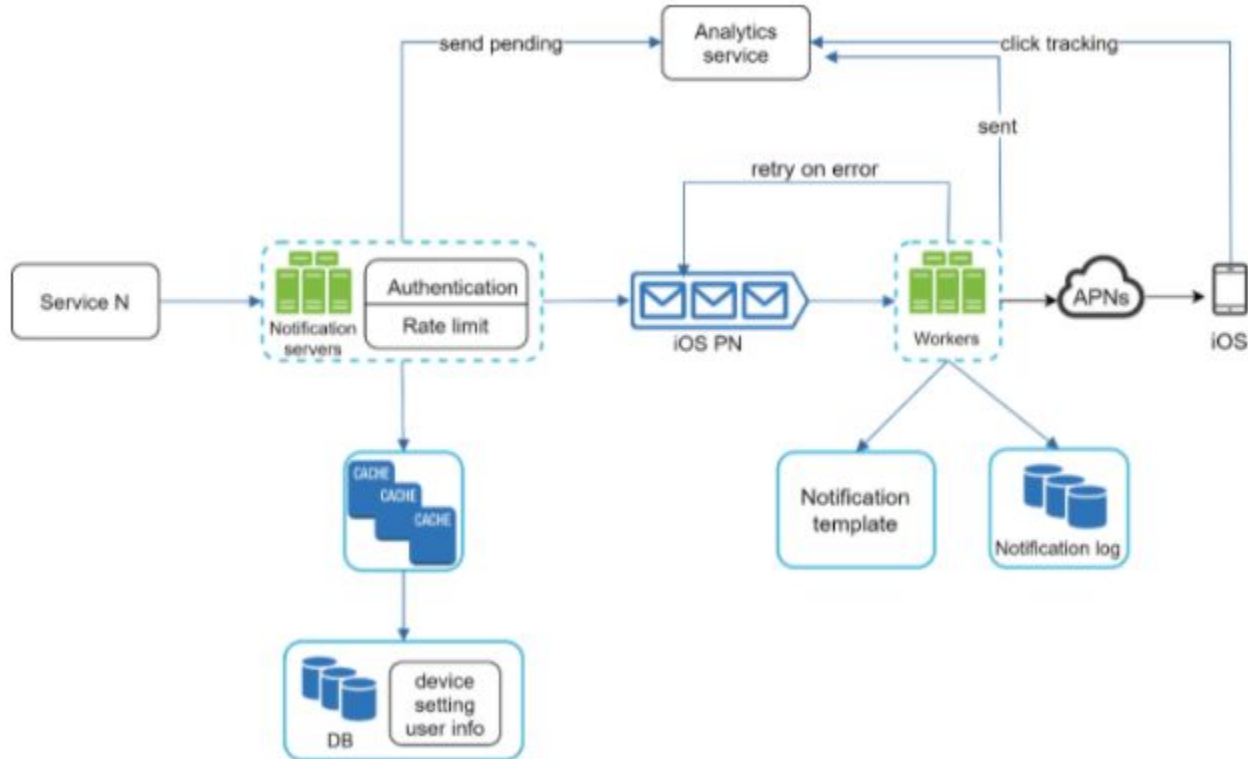 Analytics
service
send pending
click tracking
sent
retry on error
Service N
Notification
servers
Authentication
Rate limit
iOS PN
Workers
APNs
iOS
CACHE
CACHE
CACHE
Notification
template
Notification log
DB
device
setting
user info